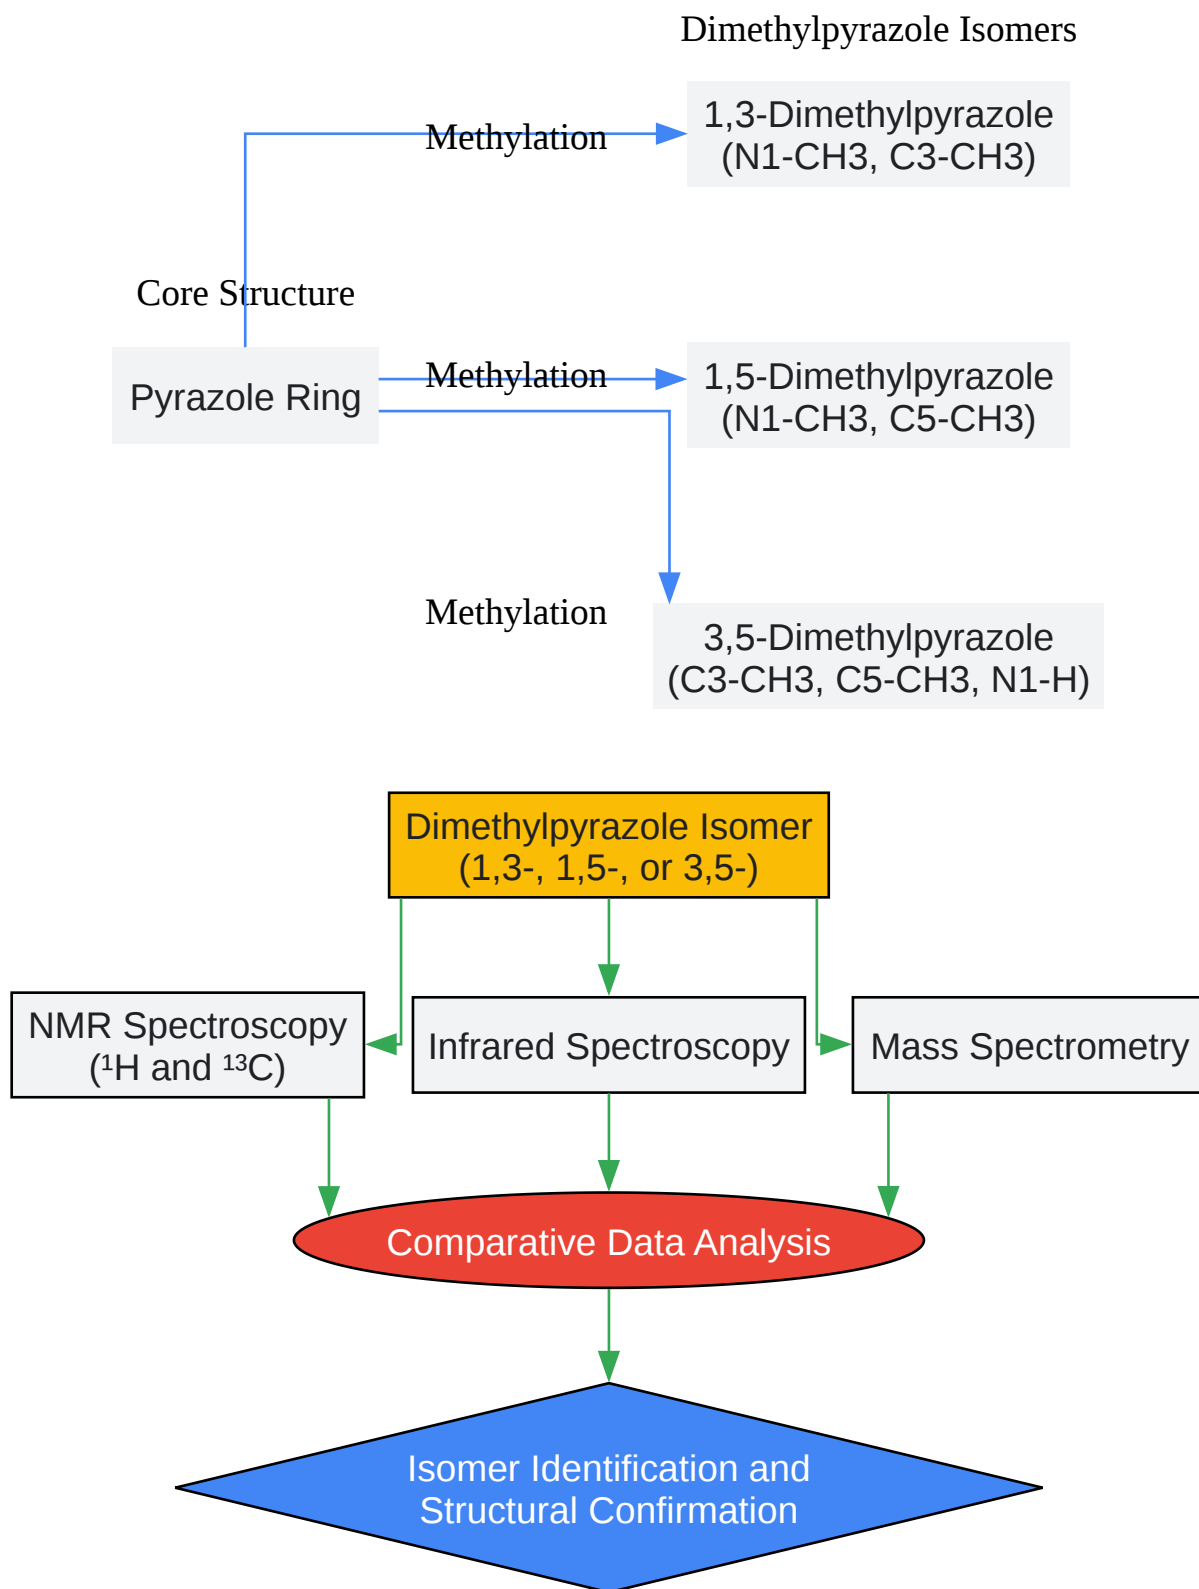 Dimethylpyrazole Isomers
1,3-Dimethylpyrazole
(N1-CH3, C3-CH3)
Methylation
Core Structure
Pyrazole Ring
Methylation
1,5-Dimethylpyrazole
(N1-CH3, C5-CH3)
Methylation
3,5-Dimethylpyrazole
(C3-CH3, C5-CH3, N1-H)
Dimethylpyrazole Isomer
(1,3-, 1,5-, or 3,5-)
NMR Spectroscopy
(¹H and ¹³C)
Infrared Spectroscopy
Mass Spectrometry
Comparative Data Analysis
Isomer Identification and
Structural Confirmation